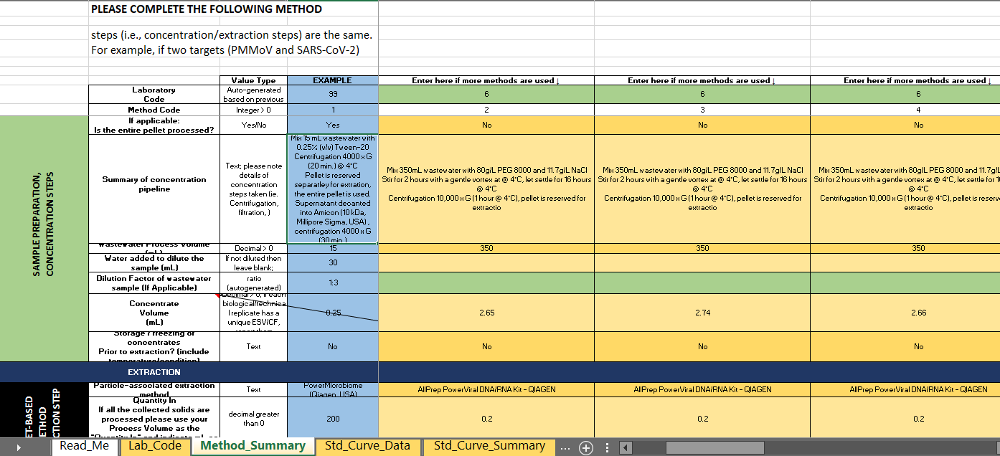 PLEASE COMPLETE THE FOLLOWING METHOD
steps (i.e., concentration/extraction steps) are the same.
For example, if two targets (PMMoV and SARS-CoV-2)
Value Type EXAMPLE Enter here if more methods are used ↓ Enter here if more methods are used ↓ Enter here if more methods are used ↓
Laboratory
Code
Auto-generated
based on previous
99 6 6 6
Method Code Integer > 0 1 2 3 4
If applicable:
Is the entire pellet processed?
Yes/No Yes No No No
SAMPLE PREPARATION,
CONCENTRATION STEPS
Summary of concentration
pipeline
Text; please note
details of
concentration
steps taken (ie.
Centrifugation,
filtration, )
Mix 15 mL wastewater with
0.25% (v/v) Tween-20
Centrifugation 4000 x G
(20 min.) @ 4°C
Pellet is reserved
separatley for extration,
the entire pellet is used.
Supernatant decanted
into Amicon (10 kDa,
Millipore Sigma, USA) ,
centrifugation 4000 x G
(30 min.)
Mix 350mL wastewater with 80g/L PEG 8000 and 11.7g/L NaCl
Stir for 2 hours with a gentle vortex at @ 4°C, let settle for 16 hours
@ 4°C
Centrifugation 10,000 x G (1 hour @ 4°C), pellet is reserved for
extractio
Mix 350mL wastewater with 80g/L PEG 8000 and 11.7g/L NaCl
Stir for 2 hours with a gentle vortex at @ 4°C, let settle for 16 hours
@ 4°C
Centrifugation 10,000 x G (1 hour @ 4°C), pellet is reserved for
extractio
Mix 350mL wastewater with 80g/L PEG 8000 and 11.7g/L
Stir for 2 hours with a gentle vortex at @ 4°C, let settle for 16
@ 4°C
Centrifugation 10,000 x G (1 hour @ 4°C), pellet is reserv
extractio
Wastewater Process Volume
(mL)
Decimal > 0 15 350 350 350
Water added to dilute the
sample (mL)
If not diluted then
leave blank;
30
Dilution Factor of wastewater
sample (If Applicable)
ratio
(autogenerated)
1:3
Concentrate
Volume
(mL)
Decimal > 0, if each
biological/technica
l replicate has a
unique ESV/CF,
0.25 2.65 2.74 2.66
Storage / freezing of
concentrates
Prior to extraction? (include
temperature/condition)
Text No No No No
EXTRACTION
Particle-associated extraction
method
Text
PowerMicrobiome
(Qiagen, USA)
AllPrep PowerViral DNA/RNA Kit - QIAGEN AllPrep PowerViral DNA/RNA Kit - QIAGEN AllPrep PowerViral DNA/RNA Kit - QIAGEN
ET-BASED
ETHOD
CTION STEP
Quantity In
If all the collected solids are
processed please use your
Process Volume as the
"Quantity In" and indicate mL as
decimal greater
than 0
200 0.2 0.2 0.2
Read_Me Lab_Code Method_Summary Std_Curve_Data Std_Curve_Summary ...